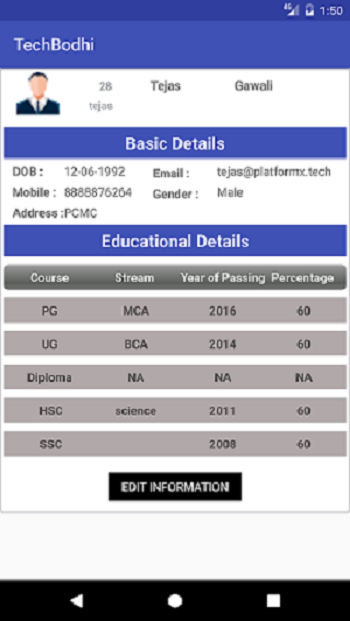 4G 1:50
TechBodhi
28 Tejas Gawali
tejas
Basic Details
DOB : 12-06-1992 Email : tejas@platformx.tech
Mobile : 8888876264 Gender : Male
Address :PCMC
Educational Details
Course Stream Year of Passing Percentage
PG MCA 2016 60
UG BCA 2014 60
Diploma NA NA NA
HSC science 2011 60
SSC 2008 60
EDIT INFORMATION